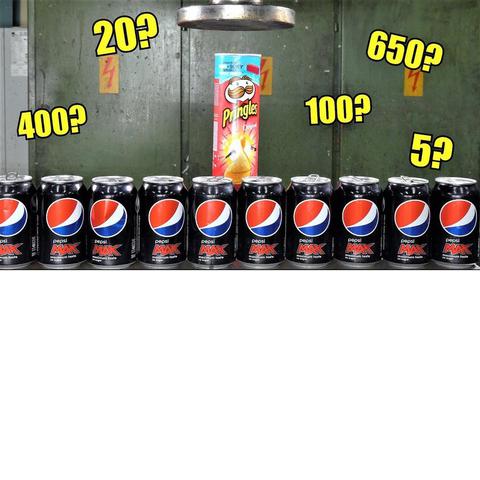 20?
650?
400?
100?
5?
Pringles
pepsi
MAX
pepsi
MAX
pepsi
MAX
pepsi
MAX
pepsi
MAX
pepsi
MAX
pepsi
MAX
pepsi
MAX
pepsi
MAX
pepsi
MAX